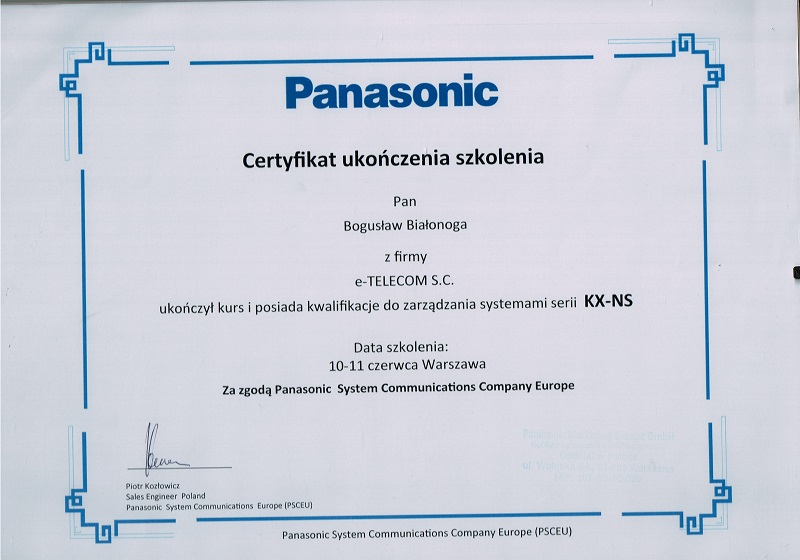 Panasonic
Certyfikat ukończenia szkolenia
Pan
Bogusław Białonoga
z firmy
e-TELECOM S.C.
ukończył kurs i posiada kwalifikacje do zarządzania systemami serii KX-NS
Data szkolenia:
10-11 czerwca Warszawa
Za zgodą Panasonic System Communications Company Europe
Piotr Kozłowicz
Sales Engineer Poland
Panasonic System Communications Europe (PSCEU)
Panasonic System Communications Company Europe (PSCEU)